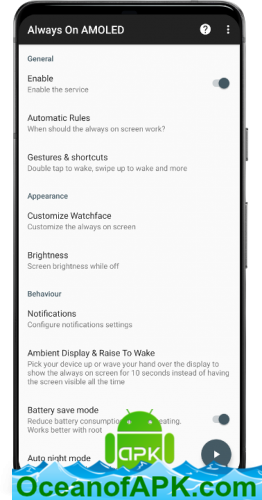 Always On AMOLED
General
Enable
Enable the service
Automatic Rules
When should the always on screen work?
Gestures & shortcuts
Double tap to wake, swipe up to wake and more
Appearance
Customize Watchface
Customize the always on screen
Brightness
Screen brightness while off
Behaviour
Notifications
Configure notifications settings
Ambient Display & Raise To Wake
Pick your device up or wave your hand over the display to
show the always on screen for 10 seconds instead of having
the screen visible all the time
Battery save mode
Reduce battery consumption eating.
Works better with root
Auto night mode
APK
OceanofAPK.com